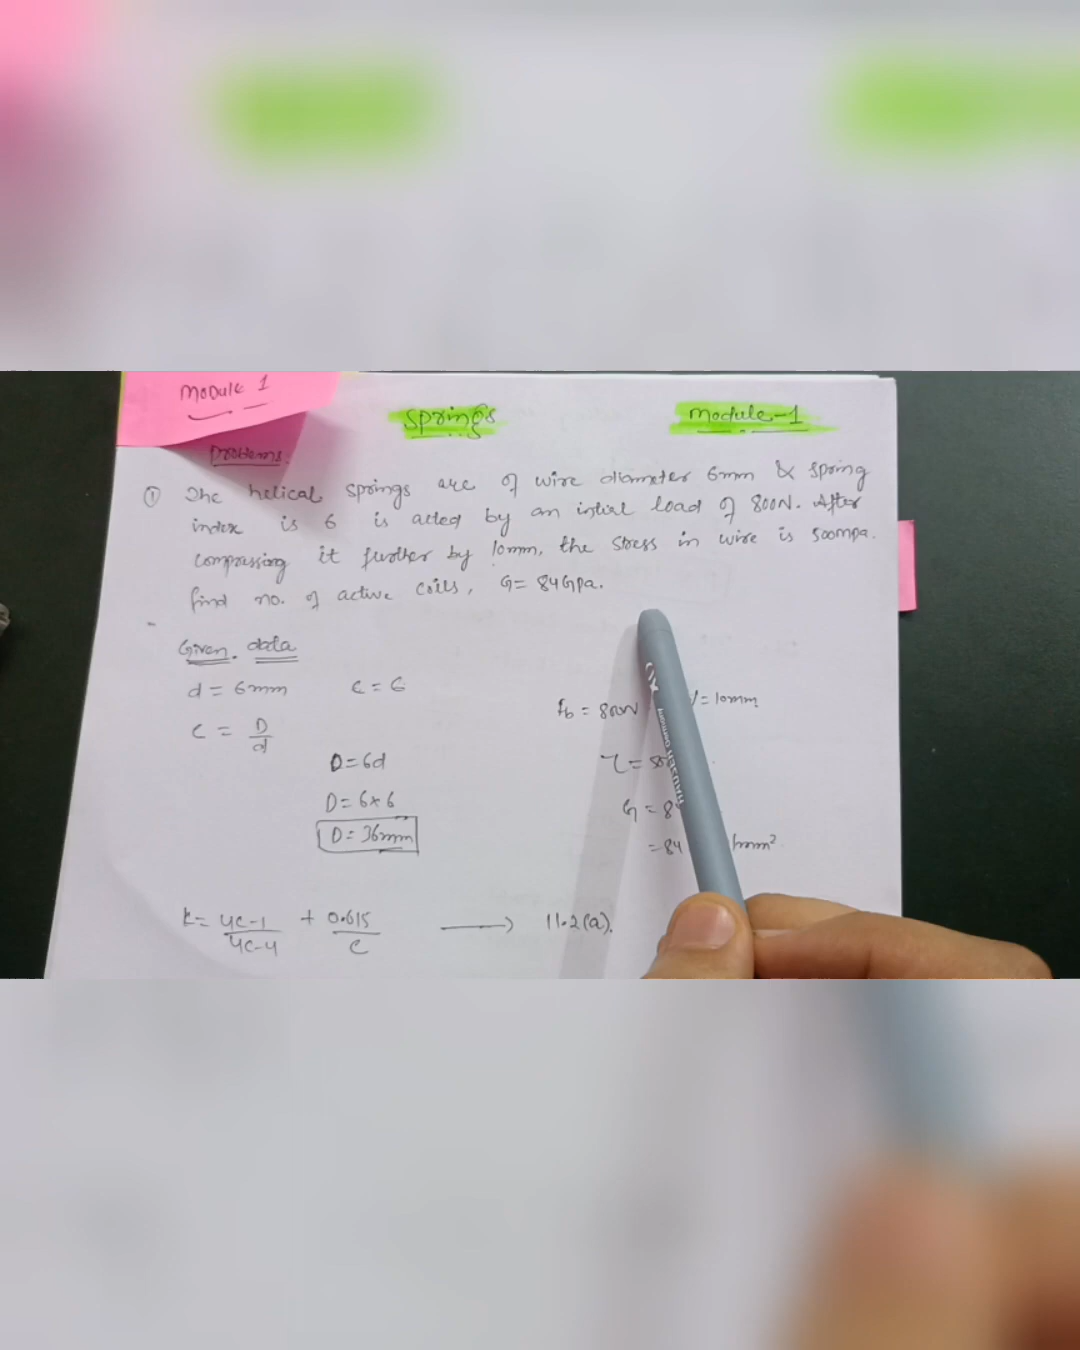 Module 1
Springs
Module-1
Problems.
① The helical springs are of wire diameter 6mm & spring
index is 6 is acted by an intial load of 800N. After
compressing it further by 10mm, the stress in wire is 500mpa.
find no. of active coils, G= 84Gpa.
Given data
d = 6mm c = 6
= 10mm
c = D/d
D=6d
D= 6×6
D= 36mm
/mm²
k= 4c-1/4c-4 + 0.615/c → 11.2(a).
HAUSER
XO